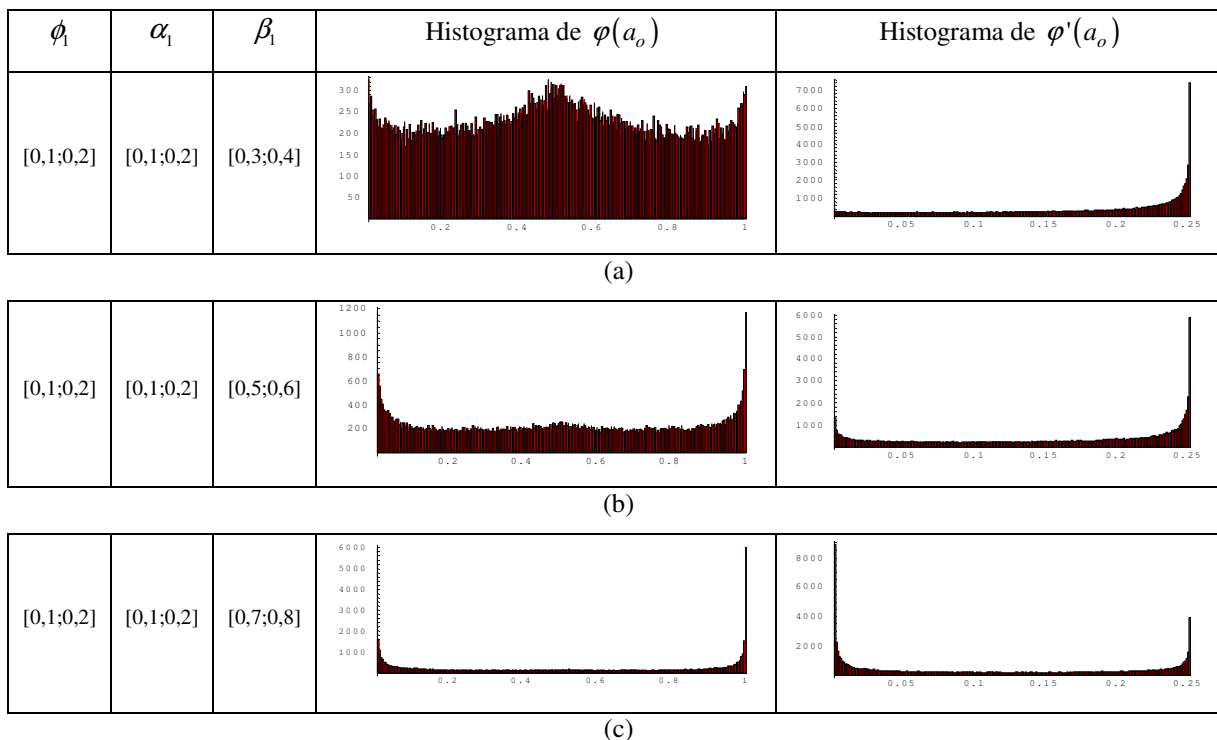 ϕ₁ α₁ β₁ Histograma de φ(aₒ) Histograma de φ'(aₒ)
[0,1;0,2] [0,1;0,2] [0,3;0,4]
300
250
200
150
100
50
0.2 0.4 0.6 0.8 1
7000
6000
5000
4000
3000
2000
1000
0.05 0.1 0.15 0.2 0.25
(a)
[0,1;0,2] [0,1;0,2] [0,5;0,6]
1200
1000
800
600
400
200
0.2 0.4 0.6 0.8 1
6000
5000
4000
3000
2000
1000
0.05 0.1 0.15 0.2 0.25
(b)
[0,1;0,2] [0,1;0,2] [0,7;0,8]
6000
5000
4000
3000
2000
1000
0.2 0.4 0.6 0.8 1
8000
6000
4000
2000
0.05 0.1 0.15 0.2 0.25
(c)